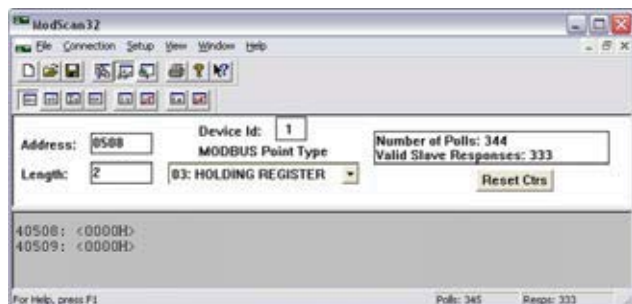 ModScan32
File Connection Setup View Window Help
Address: 0508
Device Id: 1
MODBUS Point Type
Length: 2
03: HOLDING REGISTER
Number of Polls: 344
Valid Slave Responses: 333
Reset Ctrs
40508: <0000H>
40509: <0000H>
For Help, press F1
Polls: 345
Resps: 333